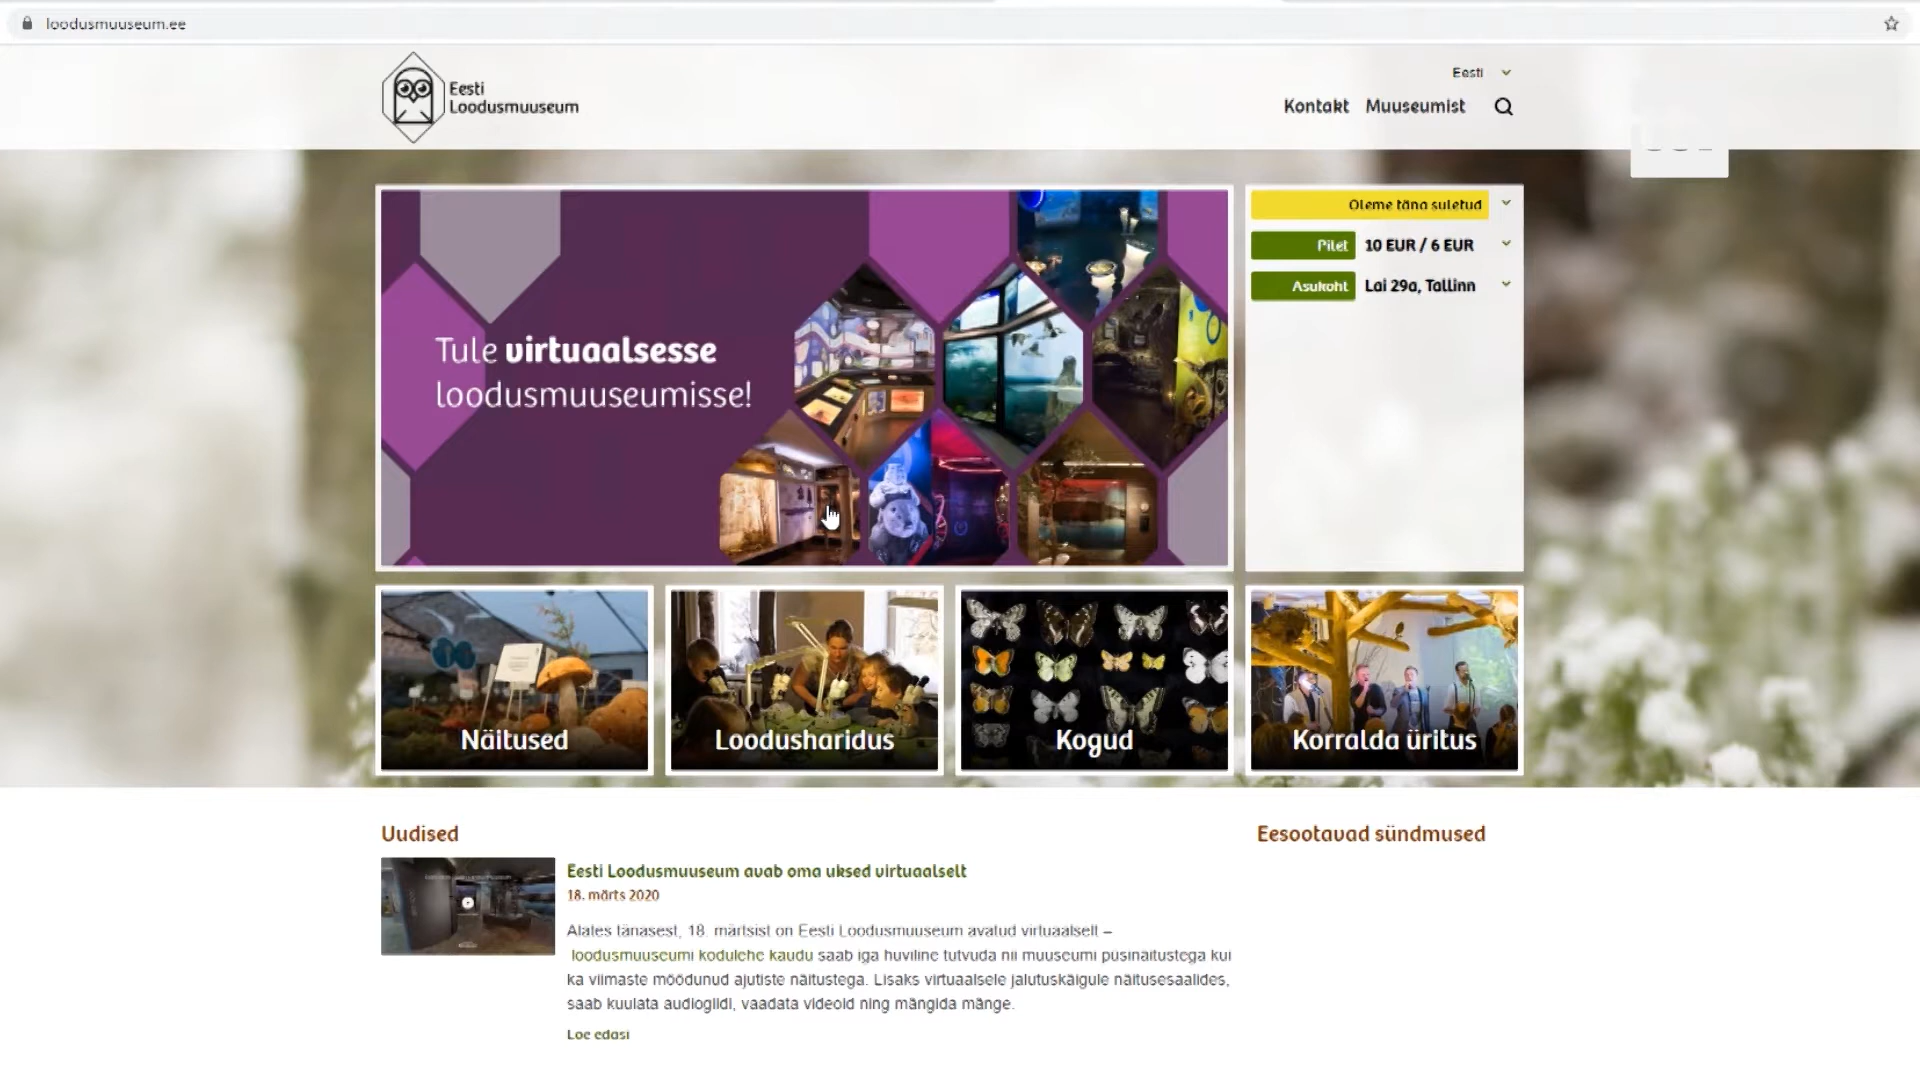 loodusmuuseum.ee
Eesti
Loodusmuuseum
Eesti
Kontakt Muuseumist
Tule virtuaalsesse
loodusmuuseumisse!
Oleme täna suletud
Pilet 10 EUR / 6 EUR
Asukoht Lai 29a, Tallinn
Näitused
Loodusharidus
Kogud
Korralda üritus
Uudised
Eesootavad sündmused
Eesti Loodusmuuseum avab oma uksed virtuaalselt
18. märts 2020
Alates tänasest, 18. märtsist on Eesti Loodusmuuseum avatud virtuaalselt –
loodusmuuseumi kodulehe kaudu saab iga huviline tutvuda nii muuseumi püsinäitustega kui
ka viimaste möödunud ajutiste näitustega. Lisaks virtuaalsele jalutuskäigule näitusesaalides,
saab kuulata audiogiidi, vaadata videoid ning mängida mänge.
Loe edasi